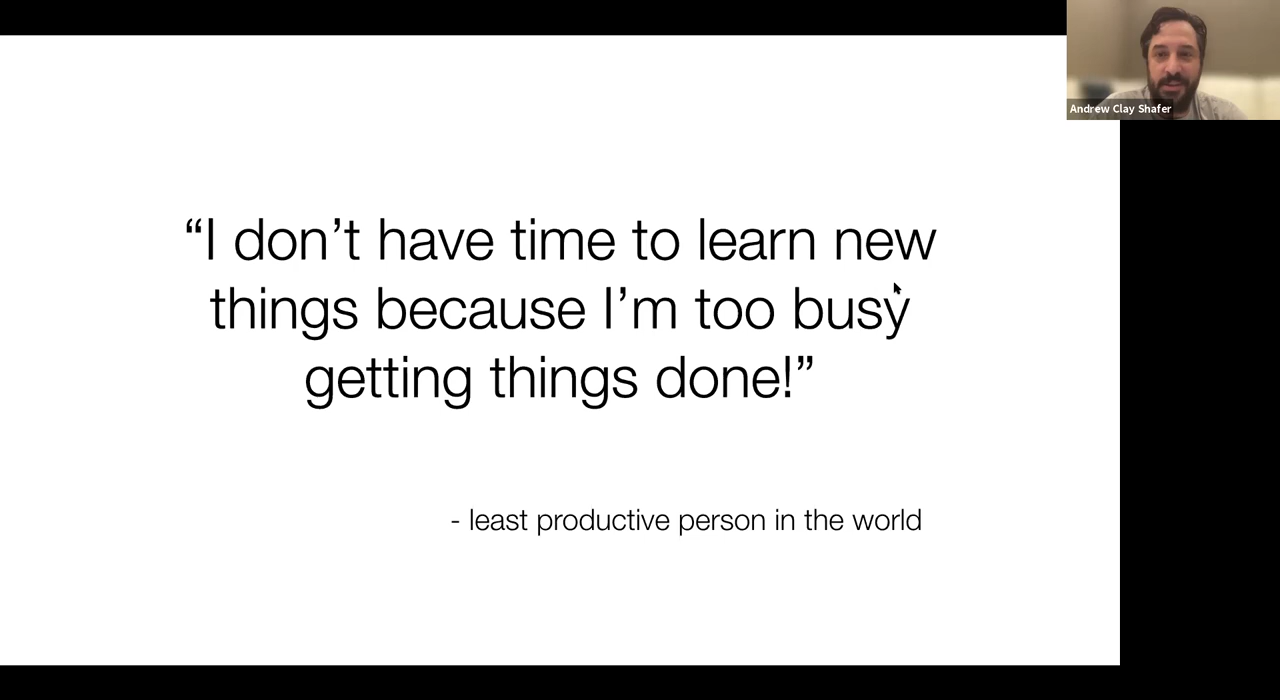 Andrew Clay Shafer
“I don’t have time to learn new
things because I’m too busy
getting things done!”
- least productive person in the world